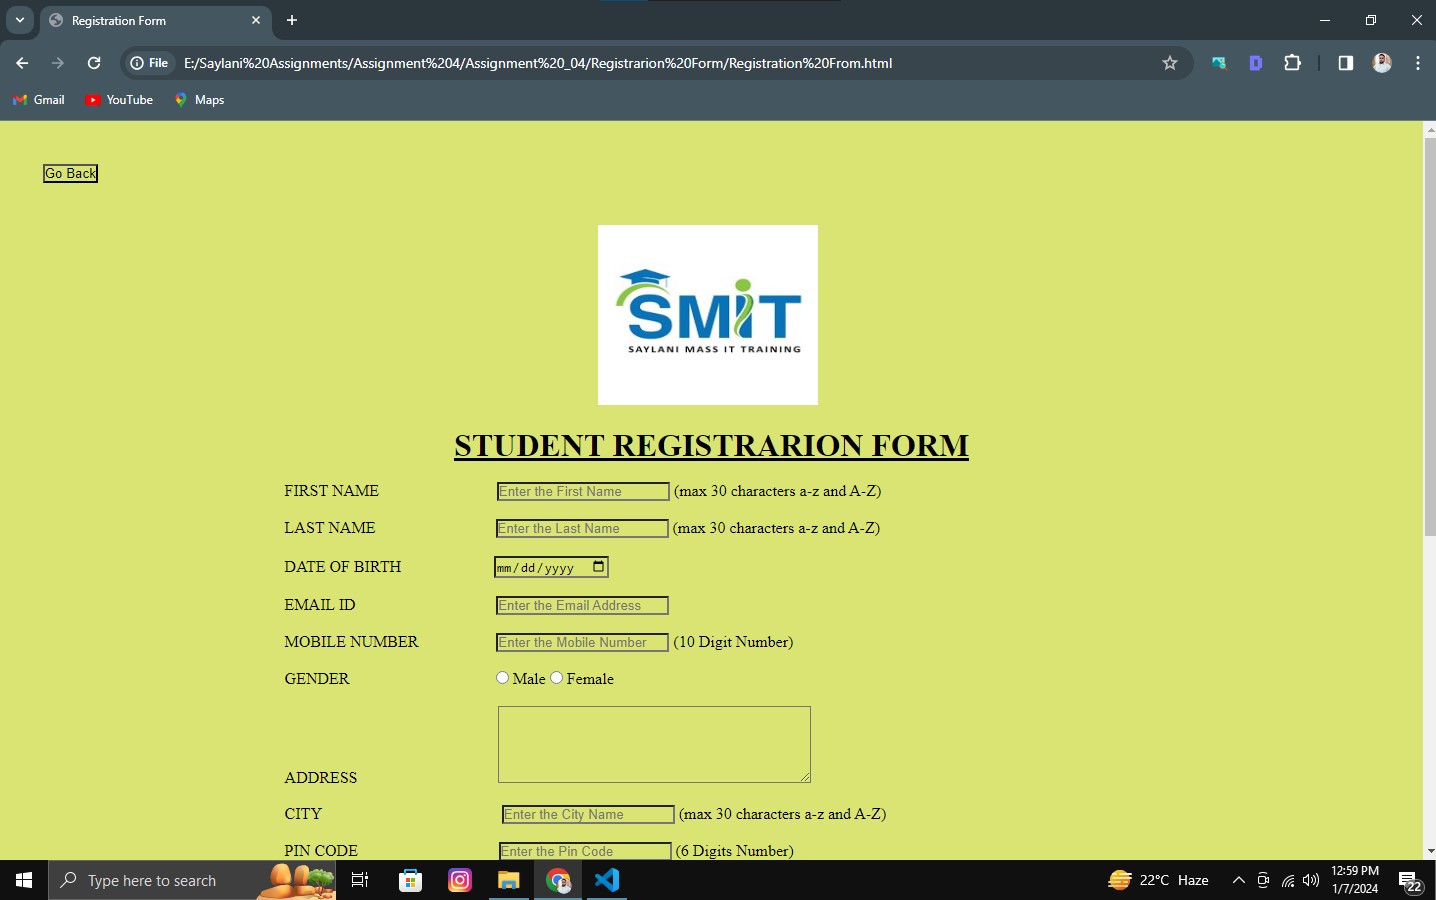 Registration Form
File E:/Saylani%20Assignments/Assignment%204/Assignment%20_04/Registrarion%20Form/Registration%20From.html
Gmail YouTube Maps
Go Back
SMiT
SAYLANI MASS IT TRAINING
STUDENT REGISTRARION FORM
FIRST NAME Enter the First Name (max 30 characters a-z and A-Z)
LAST NAME Enter the Last Name (max 30 characters a-z and A-Z)
DATE OF BIRTH mm/dd/yyyy
EMAIL ID Enter the Email Address
MOBILE NUMBER Enter the Mobile Number (10 Digit Number)
GENDER Male Female
ADDRESS
CITY Enter the City Name (max 30 characters a-z and A-Z)
PIN CODE Enter the Pin Code (6 Digits Number)
Type here to search 22°C Haze 12:59 PM
1/7/2024 22